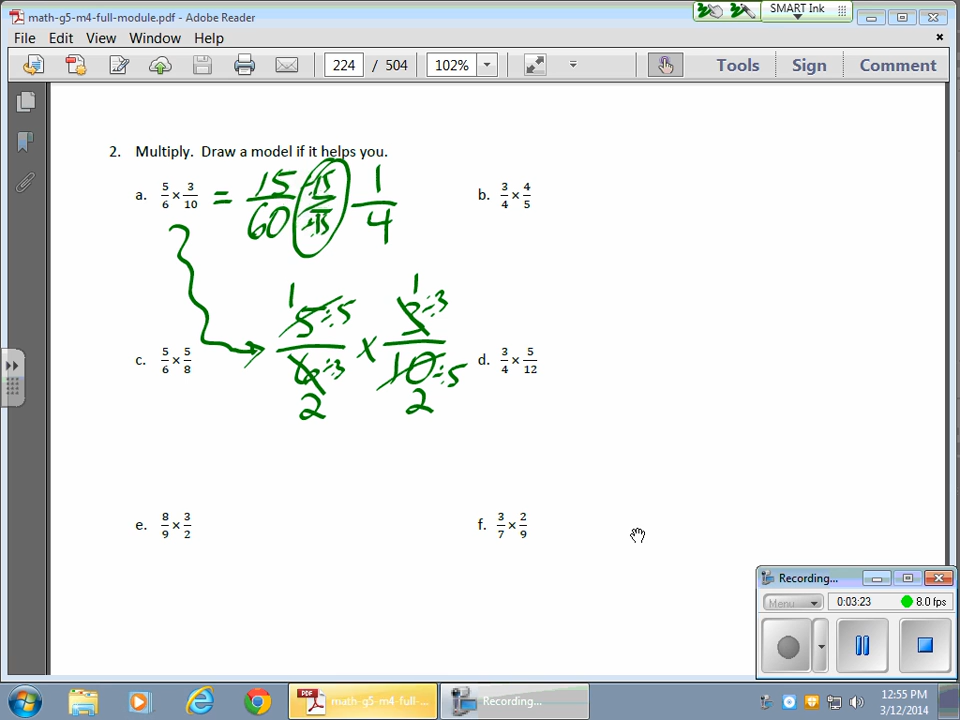 math-g5-m4-full-module.pdf - Adobe Reader
SMART Ink
File Edit View Window Help
224 / 504 102% Tools Sign Comment
2. Multiply. Draw a model if it helps you.
a. 5/6 × 3/10 = 15/60 ÷15/÷15 1/4
b. 3/4 × 4/5
1 5÷5 / 6÷3 2 × 1 3÷3 / 10÷5 2
c. 5/6 × 5/8
d. 3/4 × 5/12
e. 8/9 × 3/2
f. 3/7 × 2/9
Recording...
Menu 0:03:23 8.0 fps
math-g5-m4-full-... Recording... 12:55 PM
3/12/2014